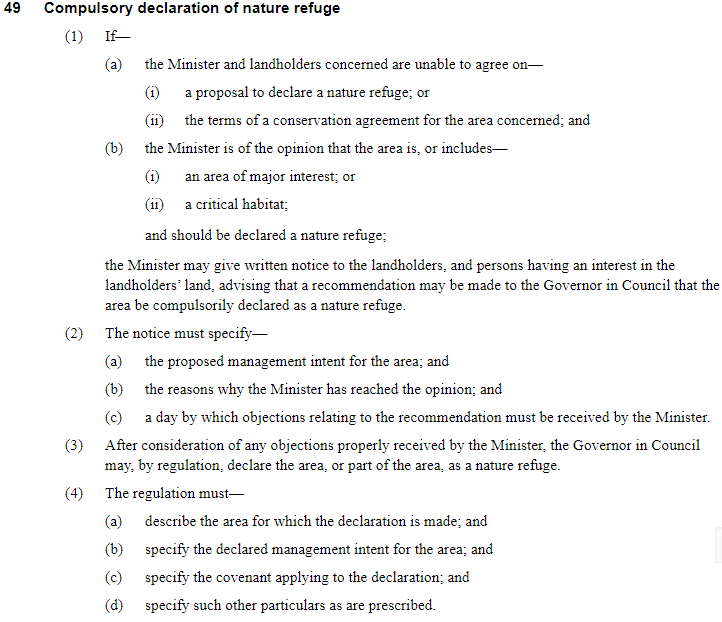 49 Compulsory declaration of nature refuge
(1) If—
(a) the Minister and landholders concerned are unable to agree on—
(i) a proposal to declare a nature refuge; or
(ii) the terms of a conservation agreement for the area concerned; and
(b) the Minister is of the opinion that the area is, or includes—
(i) an area of major interest; or
(ii) a critical habitat;
and should be declared a nature refuge;
the Minister may give written notice to the landholders, and persons having an interest in the
landholders’ land, advising that a recommendation may be made to the Governor in Council that the
area be compulsorily declared as a nature refuge.
(2) The notice must specify—
(a) the proposed management intent for the area; and
(b) the reasons why the Minister has reached the opinion; and
(c) a day by which objections relating to the recommendation must be received by the Minister.
(3) After consideration of any objections properly received by the Minister, the Governor in Council
may, by regulation, declare the area, or part of the area, as a nature refuge.
(4) The regulation must—
(a) describe the area for which the declaration is made; and
(b) specify the declared management intent for the area; and
(c) specify the covenant applying to the declaration; and
(d) specify such other particulars as are prescribed.